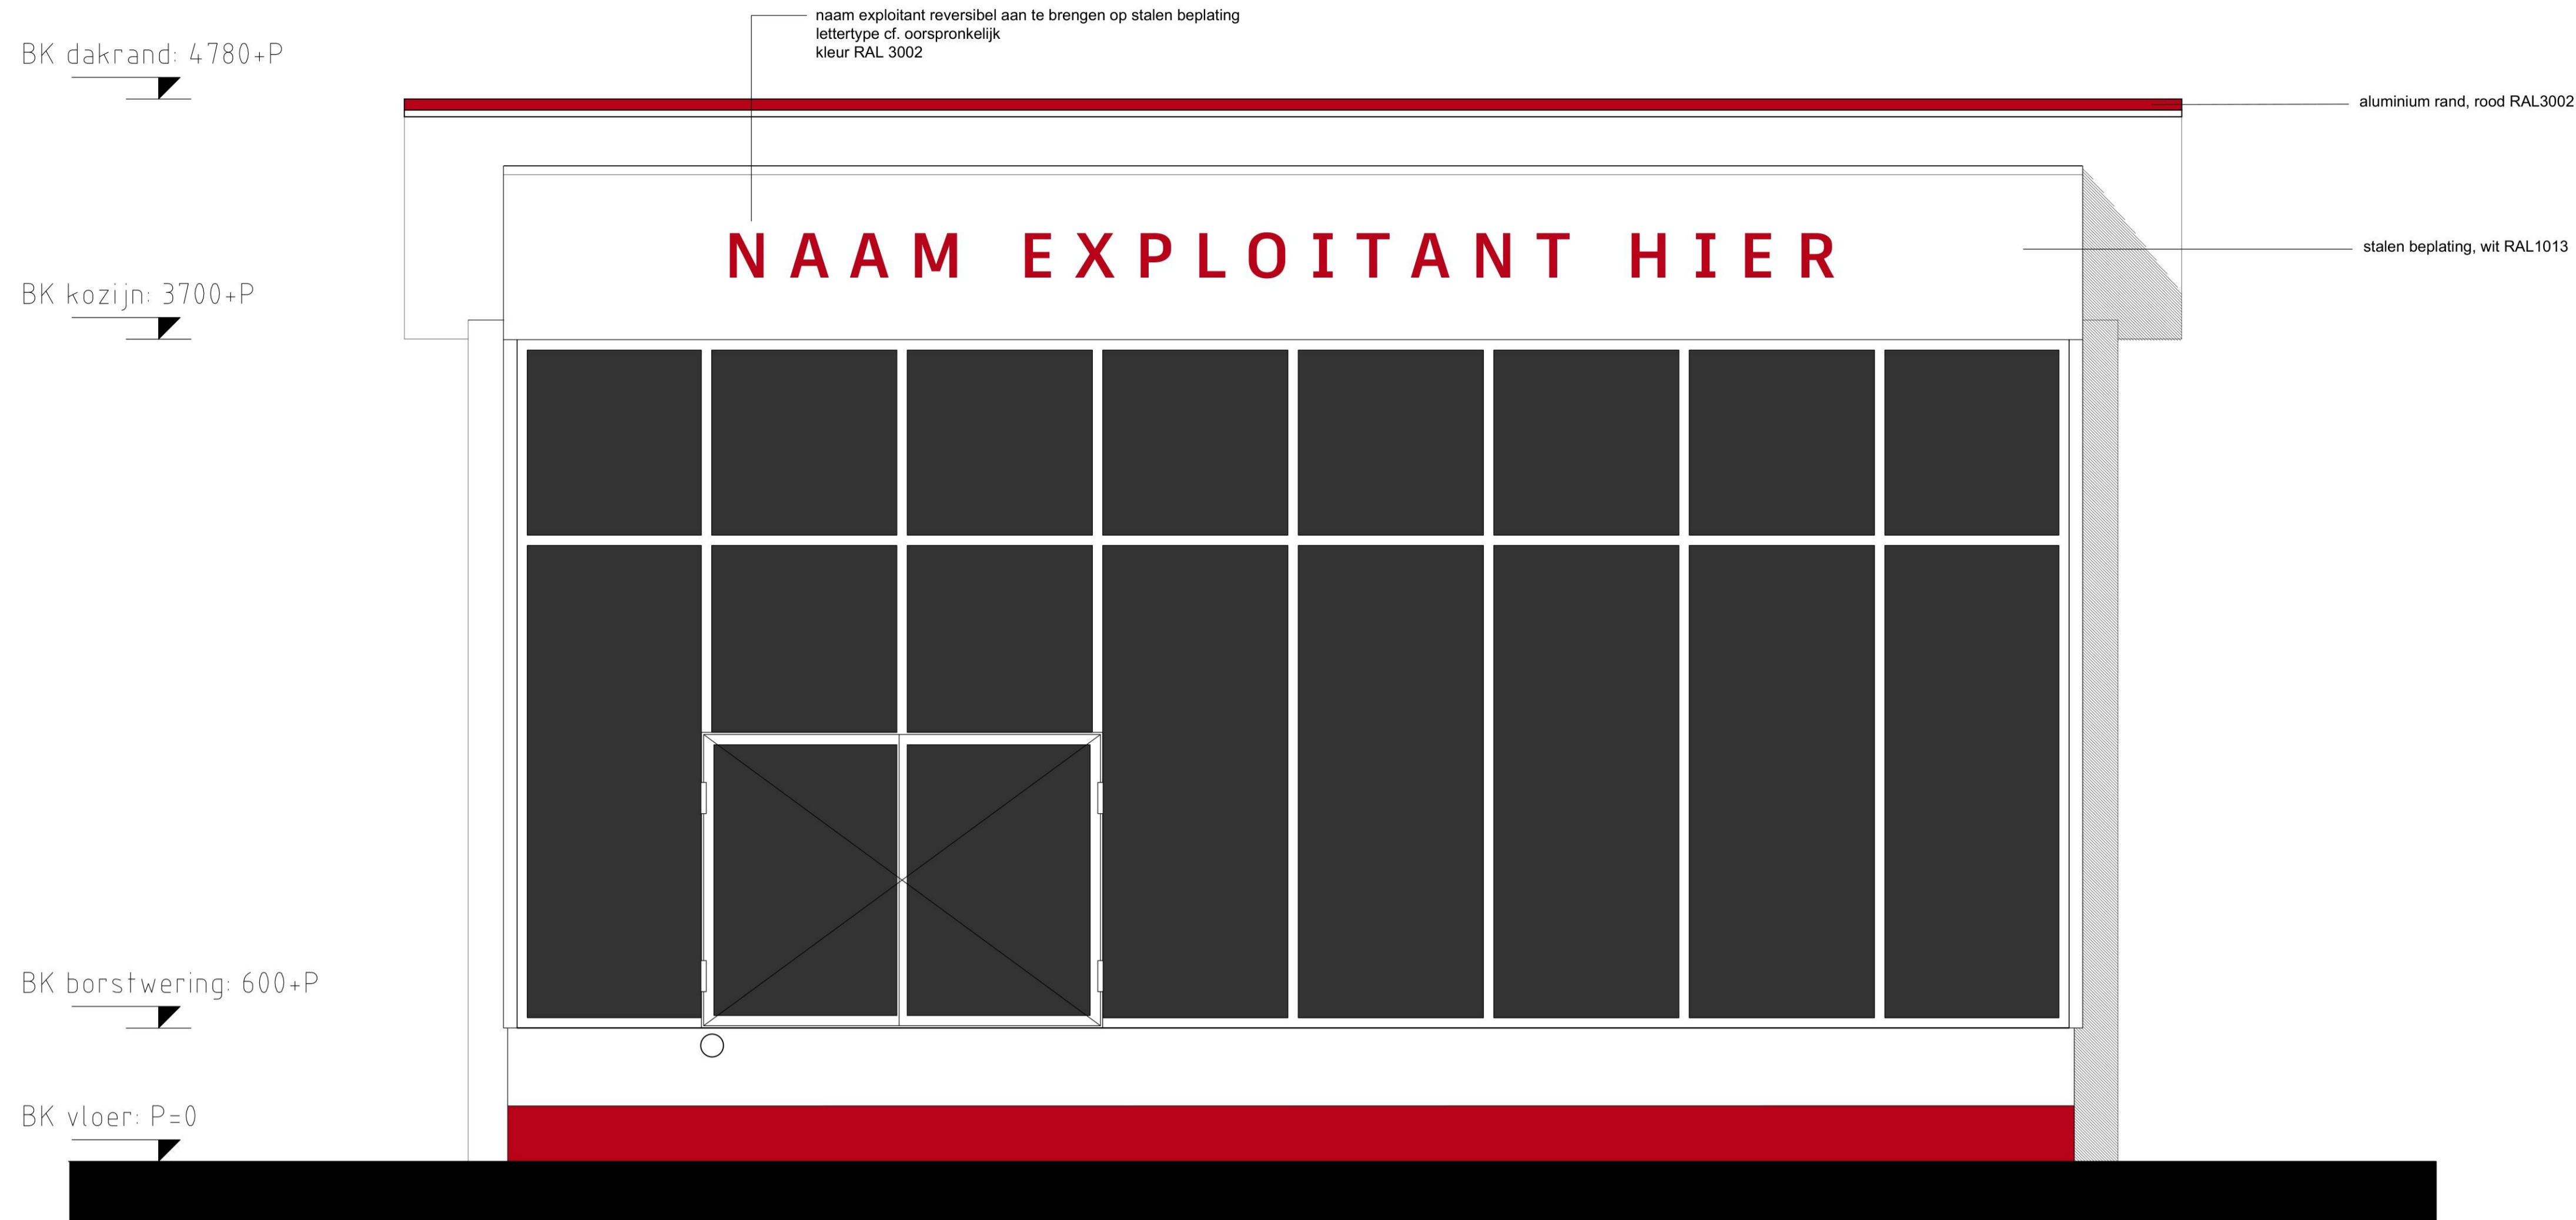 naam exploitant reversibel aan te brengen op stalen beplating
lettertype cf. oorspronkelijk
kleur RAL 3002
BK dakrand: 4780+P
aluminium rand, rood RAL3002
NAAM EXPLOITANT HIER
stalen beplating, wit RAL1013
BK kozijn: 3700+P
BK borstwering: 600+P
BK vloer: P=0